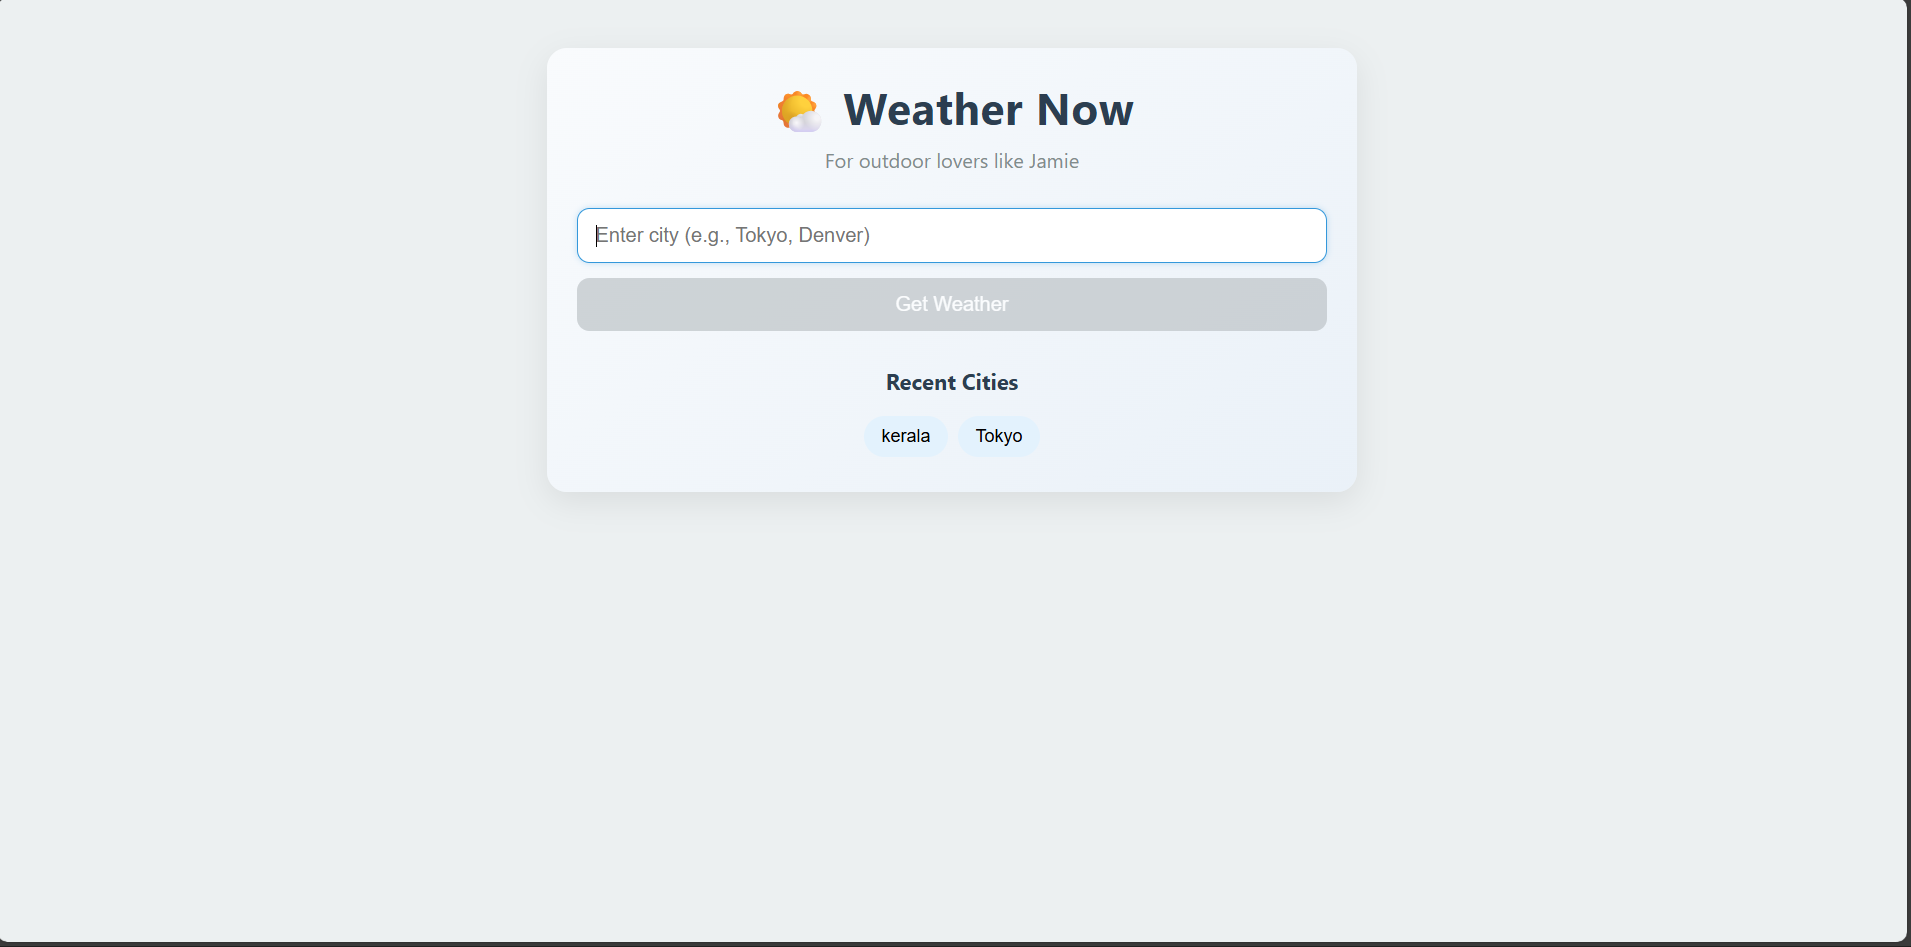 Weather Now
For outdoor lovers like Jamie
Enter city (e.g., Tokyo, Denver)
Get Weather
Recent Cities
kerala Tokyo